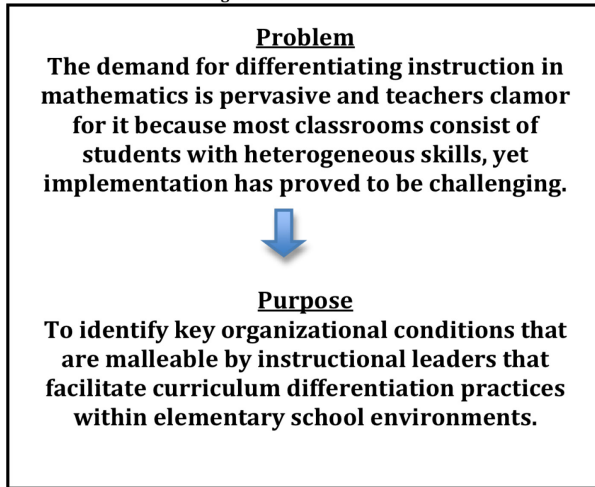 Problem
The demand for differentiating instruction in
mathematics is pervasive and teachers clamor
for it because most classrooms consist of
students with heterogeneous skills, yet
implementation has proved to be challenging.
Purpose
To identify key organizational conditions that
are malleable by instructional leaders that
facilitate curriculum differentiation practices
within elementary school environments.